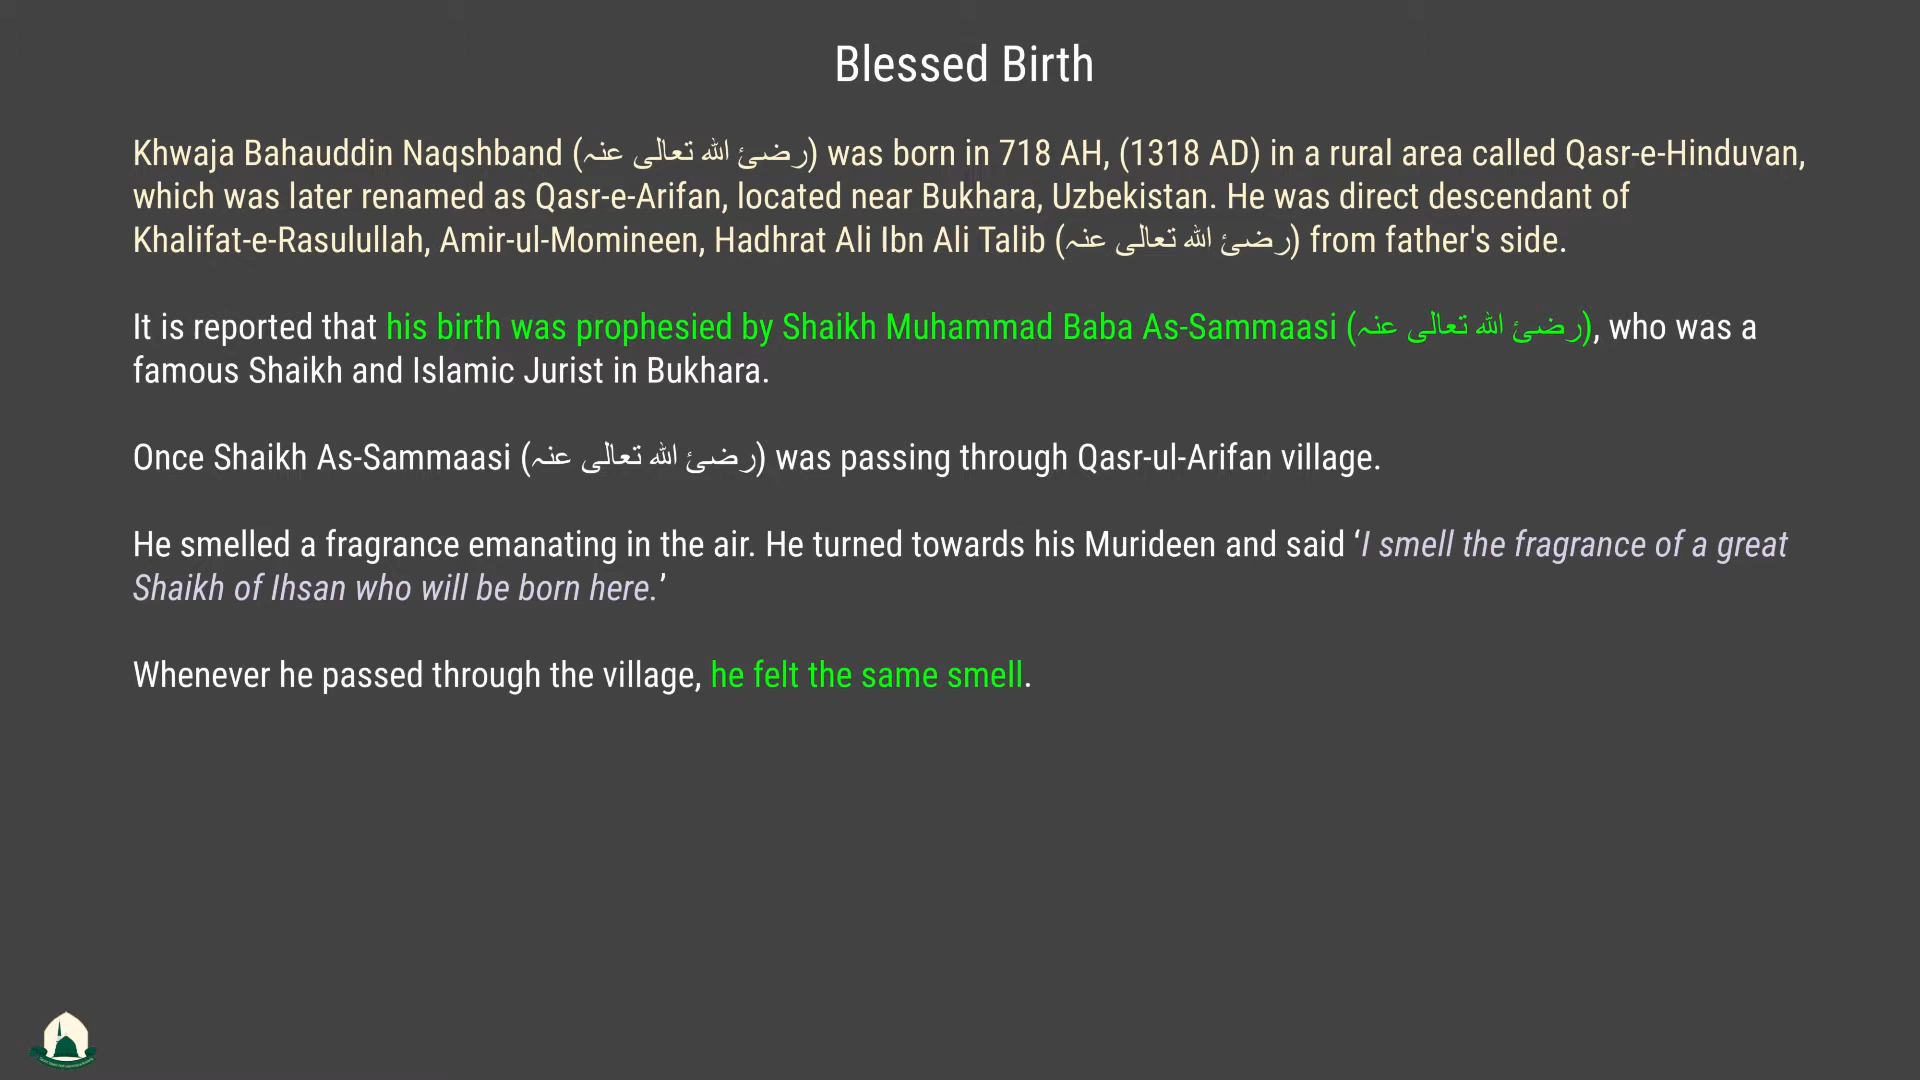 Blessed Birth
Khwaja Bahauddin Naqshband (رضئ اللہ تعالی عنہ) was born in 718 AH, (1318 AD) in a rural area called Qasr-e-Hinduvan,
which was later renamed as Qasr-e-Arifan, located near Bukhara, Uzbekistan. He was direct descendant of
Khalifat-e-Rasulullah, Amir-ul-Momineen, Hadhrat Ali Ibn Ali Talib (رضئ اللہ تعالی عنہ) from father's side.
It is reported that his birth was prophesied by Shaikh Muhammad Baba As-Sammaasi (رضئ اللہ تعالی عنہ), who was a
famous Shaikh and Islamic Jurist in Bukhara.
Once Shaikh As-Sammaasi (رضئ اللہ تعالی عنہ) was passing through Qasr-ul-Arifan village.
He smelled a fragrance emanating in the air. He turned towards his Murideen and said ‘I smell the fragrance of a great
Shaikh of Ihsan who will be born here.’
Whenever he passed through the village, he felt the same smell.